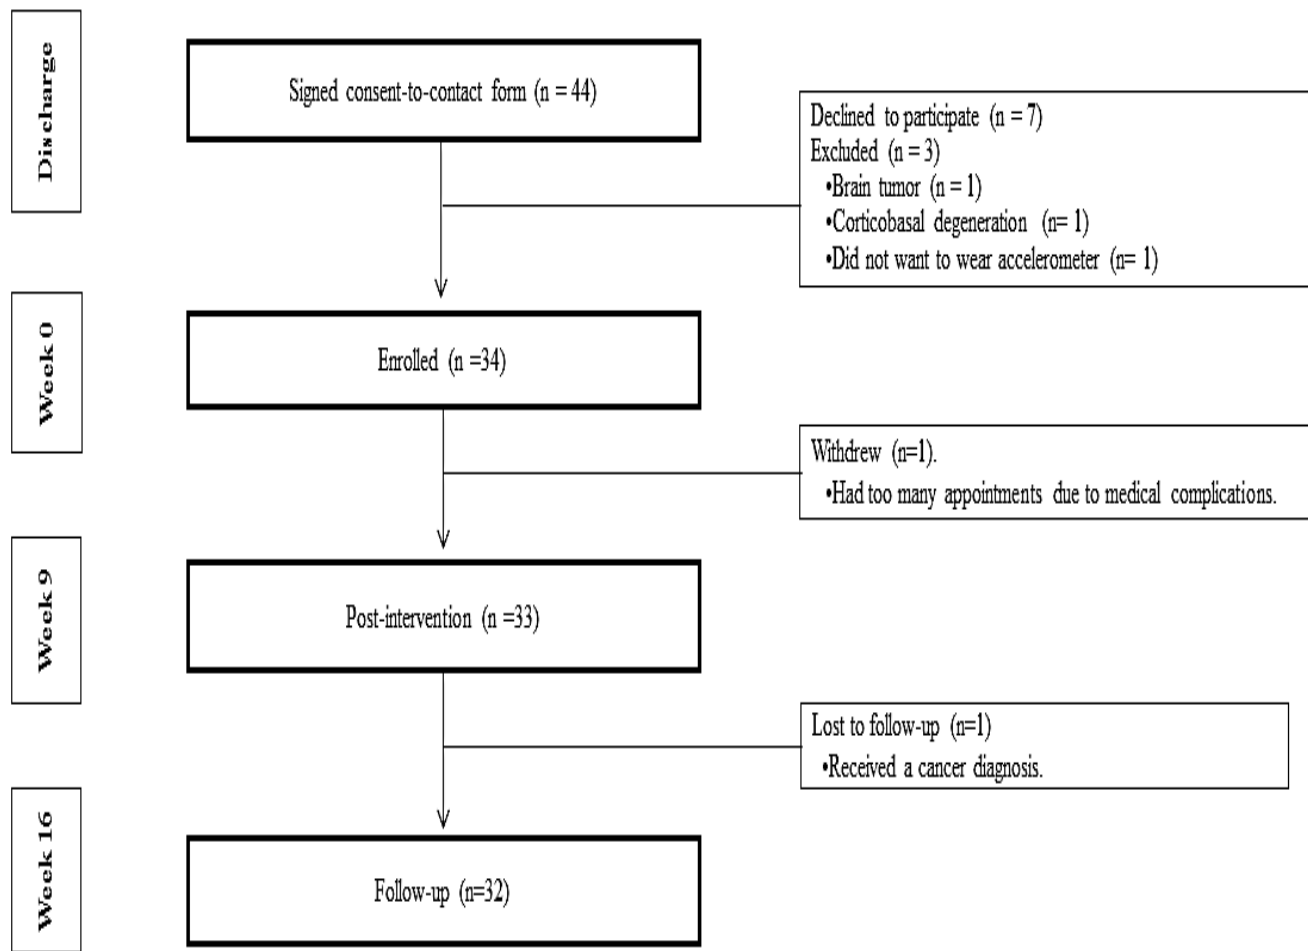 Discharge
Signed consent-to-contact form (n = 44)
Declined to participate (n = 7)
Excluded (n = 3)
•Brain tumor (n = 1)
•Corticobasal degeneration (n= 1)
•Did not want to wear accelerometer (n= 1)
Week 0
Enrolled (n =34)
Withdrew (n=1).
•Had too many appointments due to medical complications.
Week 9
Post-intervention (n =33)
Lost to follow-up (n=1)
•Received a cancer diagnosis.
Week 16
Follow-up (n=32)